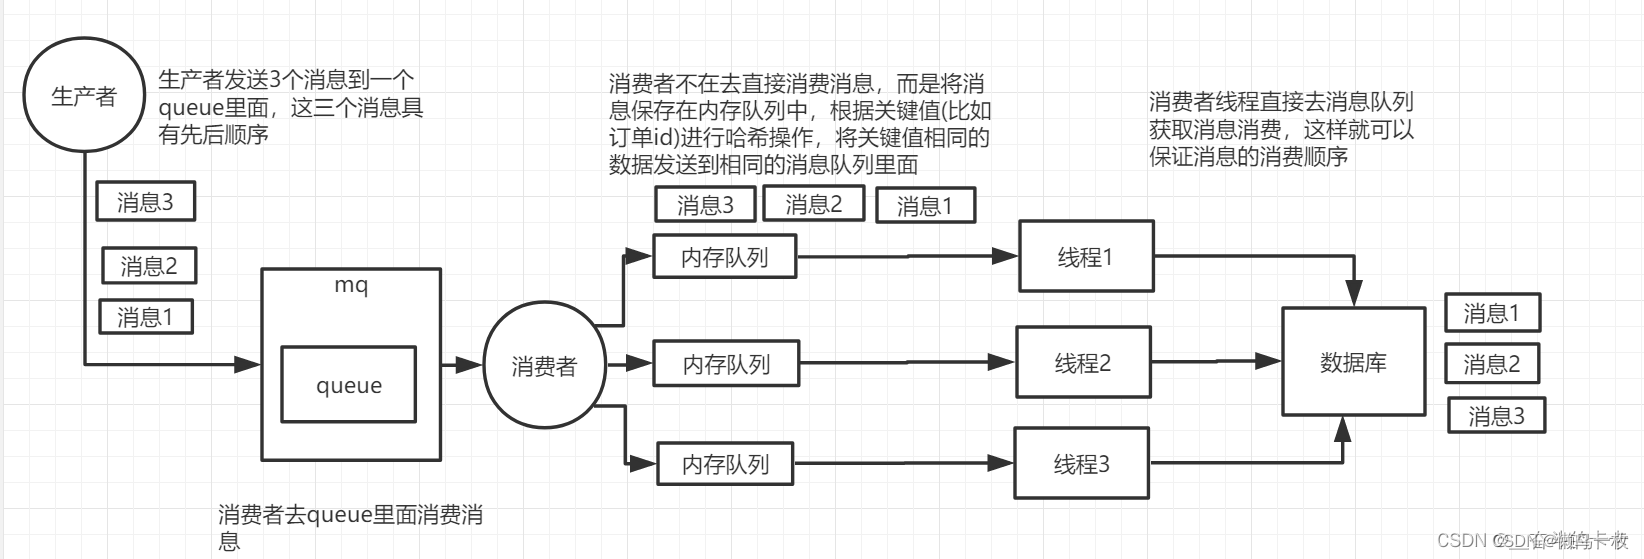 生产者
生产者发送3个消息到一个
queue里面，这三个消息具
有先后顺序
消息3
消息2
消息1
mq
queue
消费者去queue里面消费消
息
消费者
消费者不在去直接消费消息，而是将消
息保存在内存队列中，根据关键值(比如
订单id)进行哈希操作，将关键值相同的
数据发送到相同的消息队列里面
消息3
消息2
消息1
内存队列
内存队列
内存队列
消费者线程直接去消息队列
获取消息消费，这样就可以
保证消息的消费顺序
线程1
线程2
线程3
数据库
消息1
消息2
消息3
CSDN